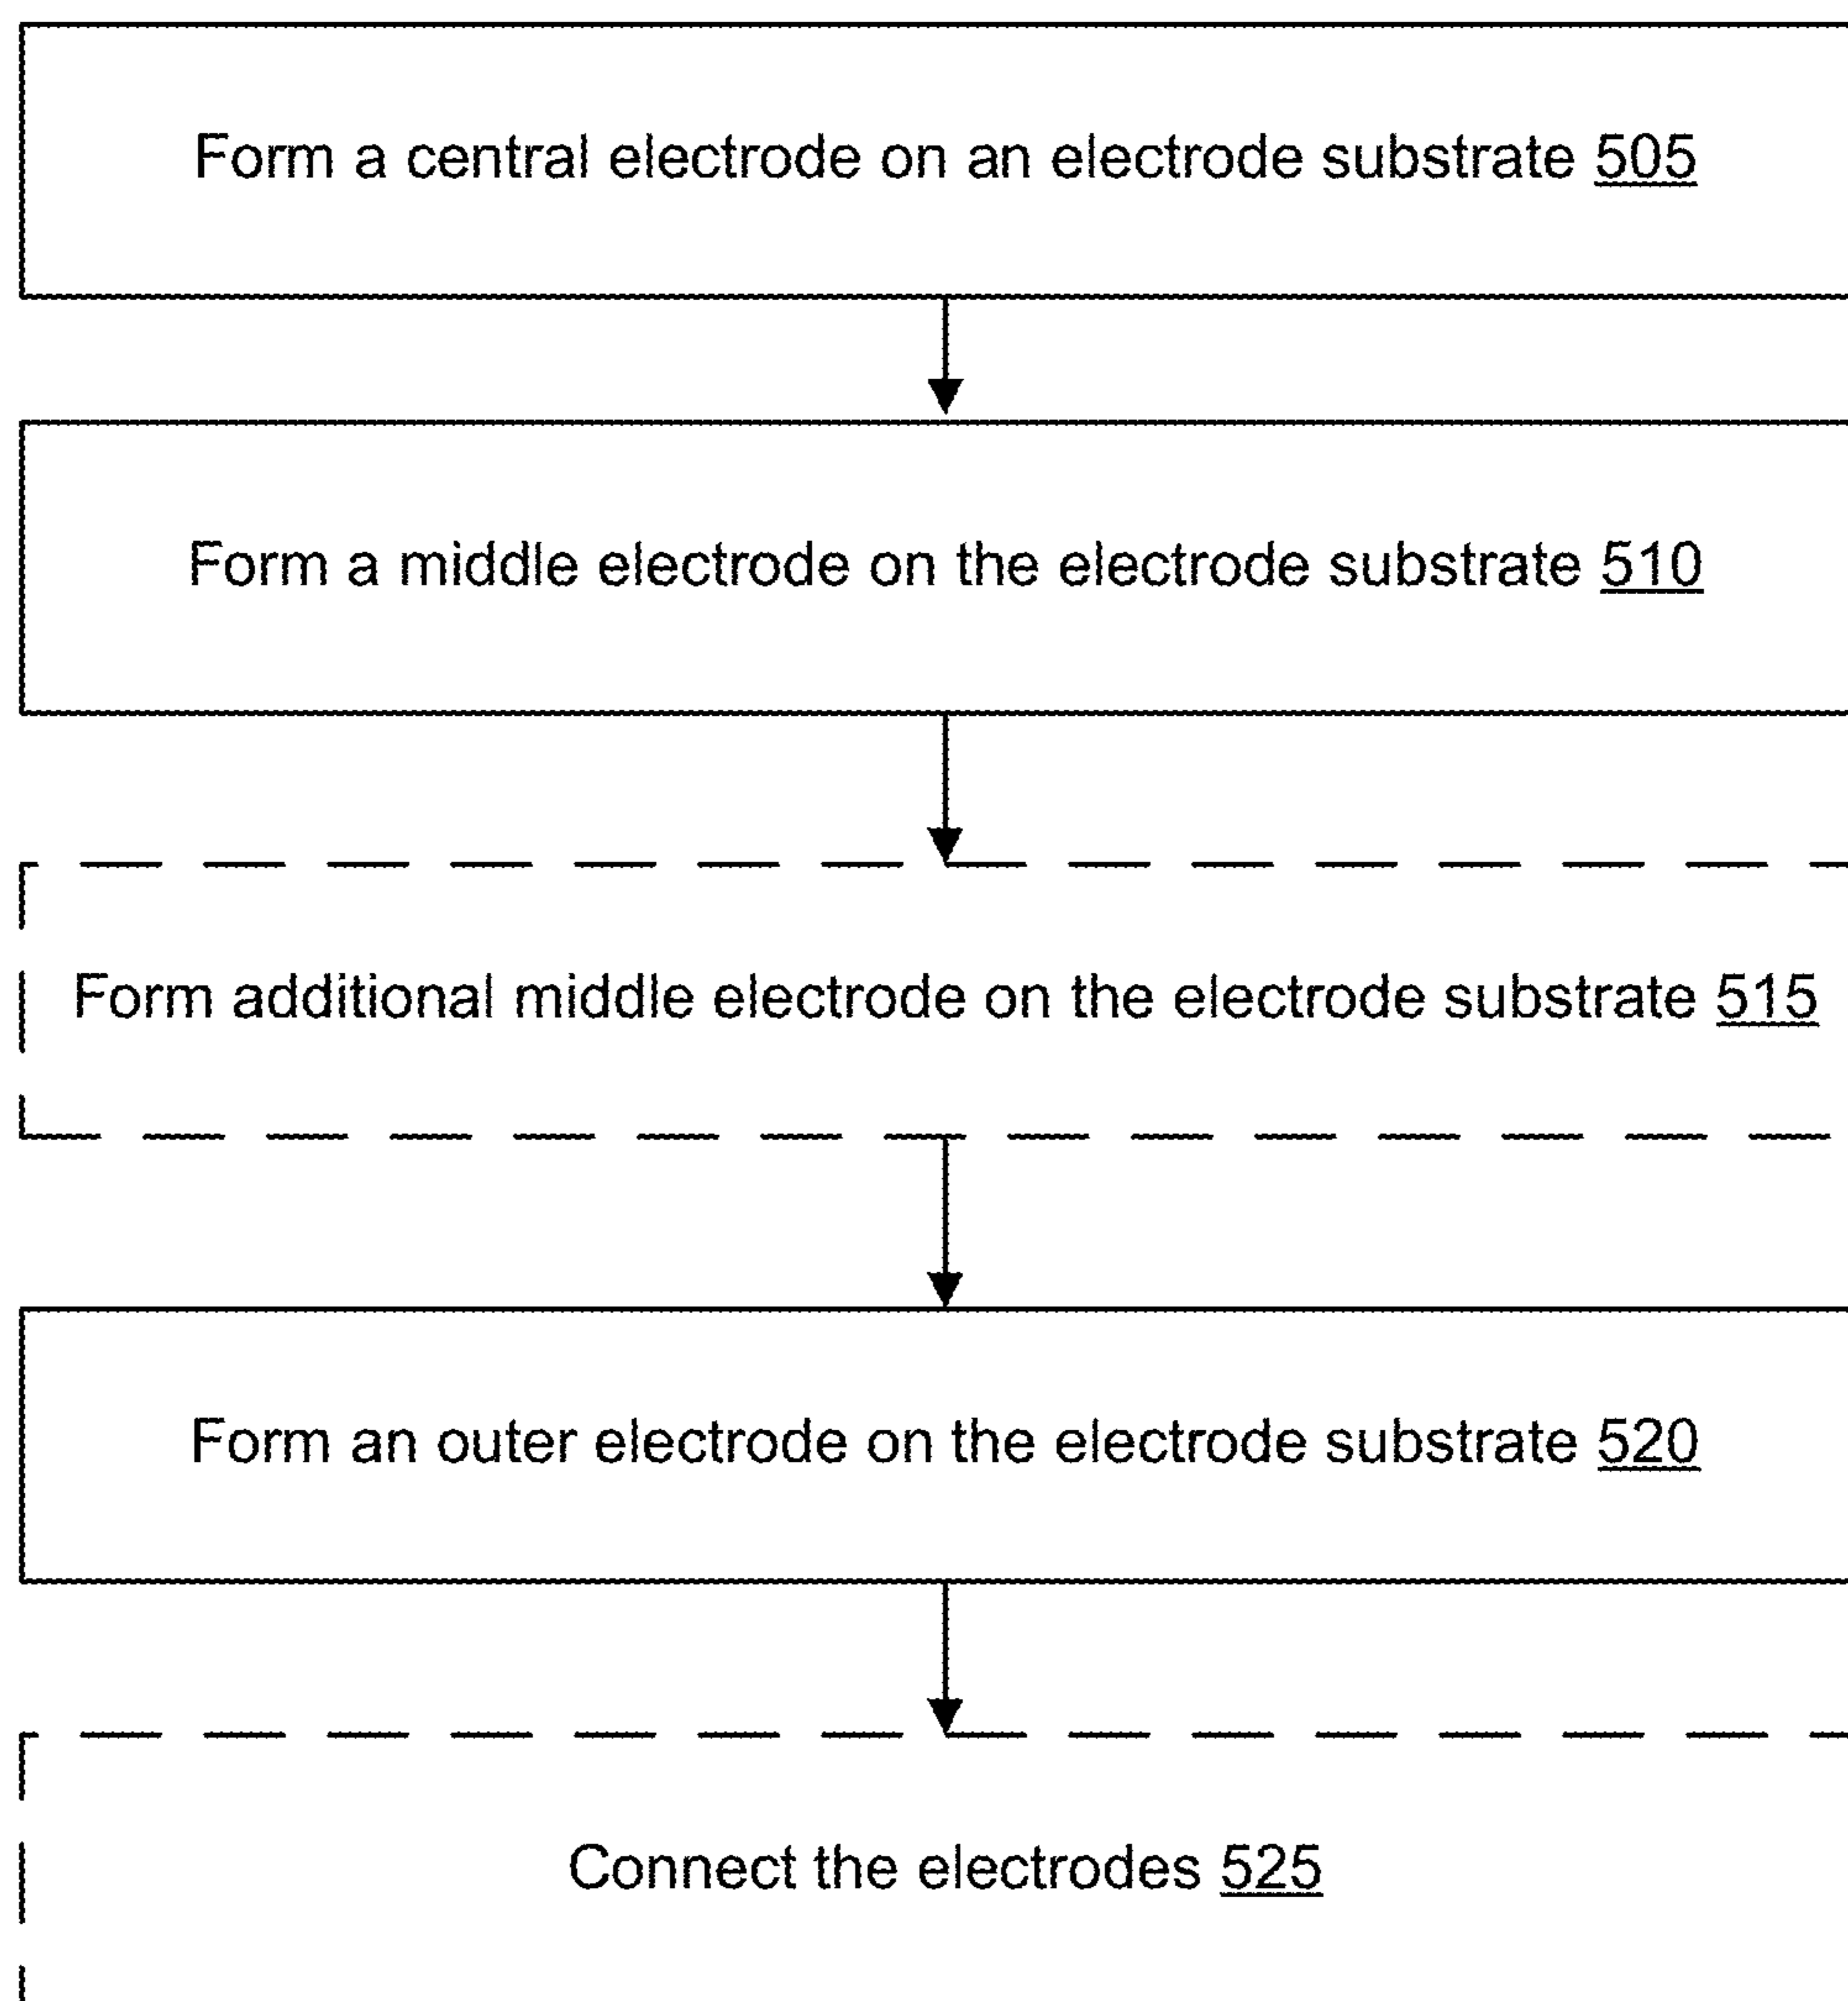 Form a central electrode on an electrode substrate 505
Form a middle electrode on the electrode substrate 510
Form additional middle electrode on the electrode substrate 515
Form an outer electrode on the electrode substrate 520
Connect the electrodes 525